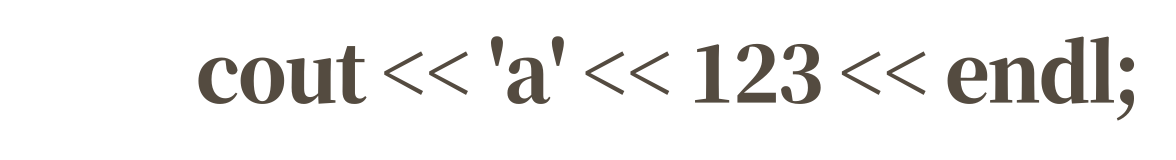 cout << 'a' << 123 << endl;